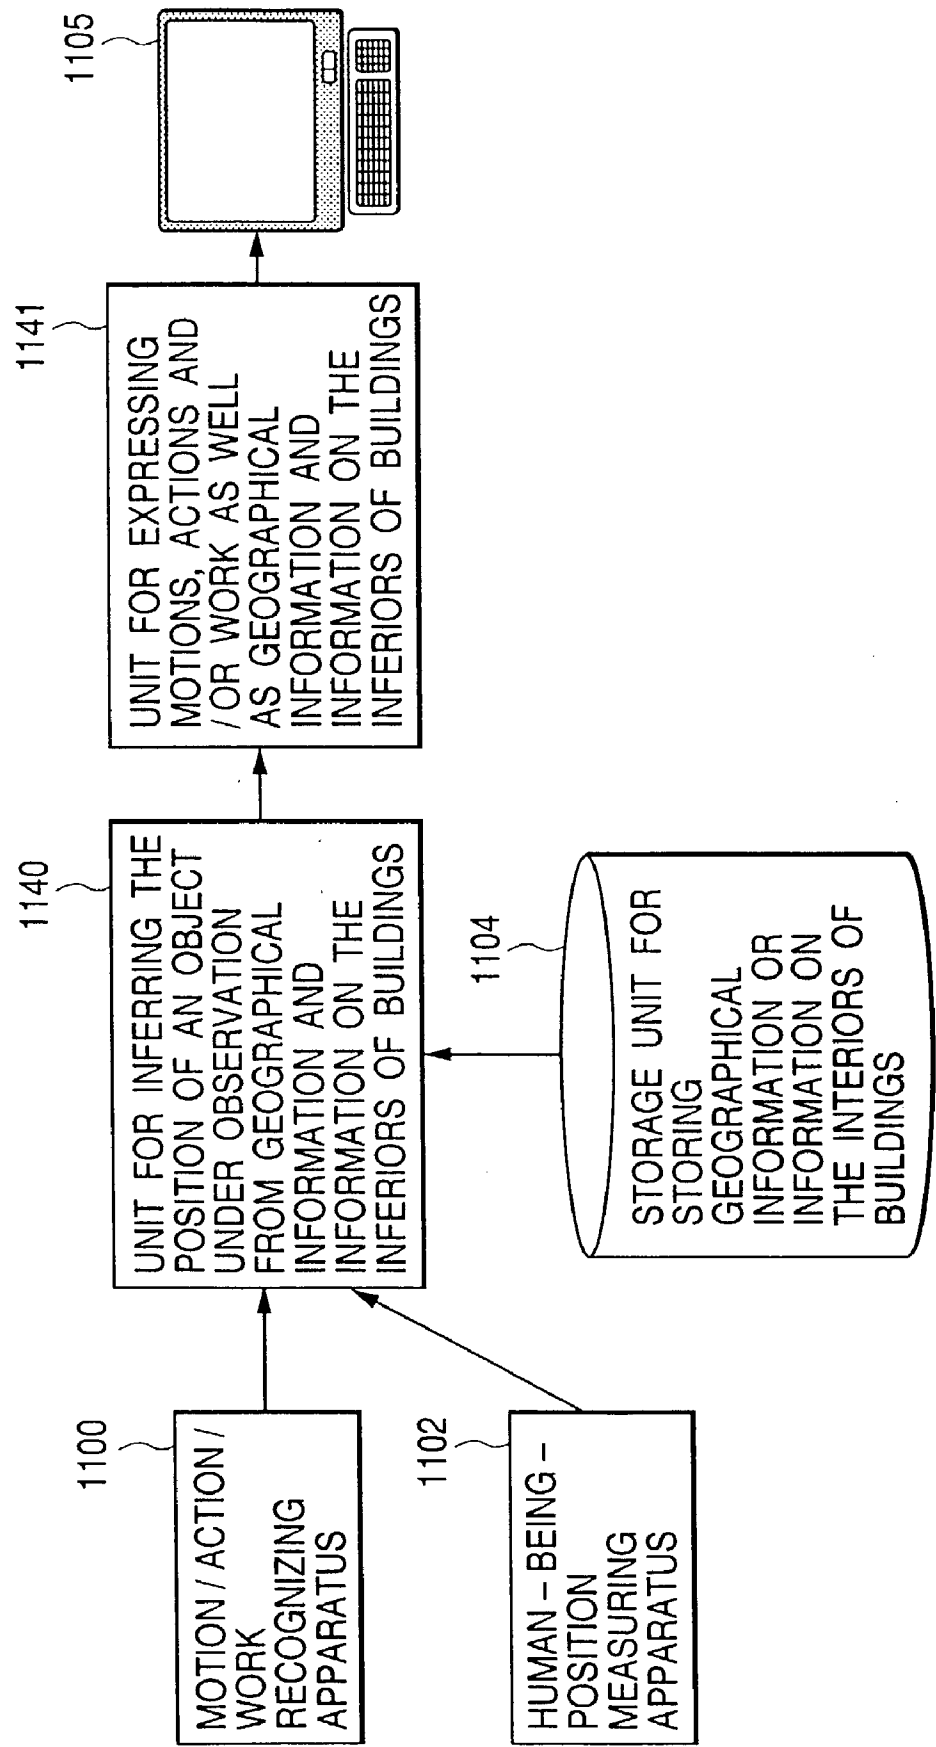 1100
MOTION / ACTION /
WORK
RECOGNIZING
APPARATUS
1102
HUMAN – BEING –
POSITION
MEASURING
APPARATUS
1140
UNIT FOR INFERRING THE
POSITION OF AN OBJECT
UNDER OBSERVATION
FROM GEOGRAPHICAL
INFORMATION AND
INFORMATION ON THE
INFERIORS OF BUILDINGS
1104
STORAGE UNIT FOR
STORING
GEOGRAPHICAL
INFORMATION OR
INFORMATION ON
THE INTERIORS OF
BUILDINGS
1141
UNIT FOR EXPRESSING
MOTIONS, ACTIONS AND
/ OR WORK AS WELL
AS GEOGRAPHICAL
INFORMATION AND
INFORMATION ON THE
INFERIORS OF BUILDINGS
1105